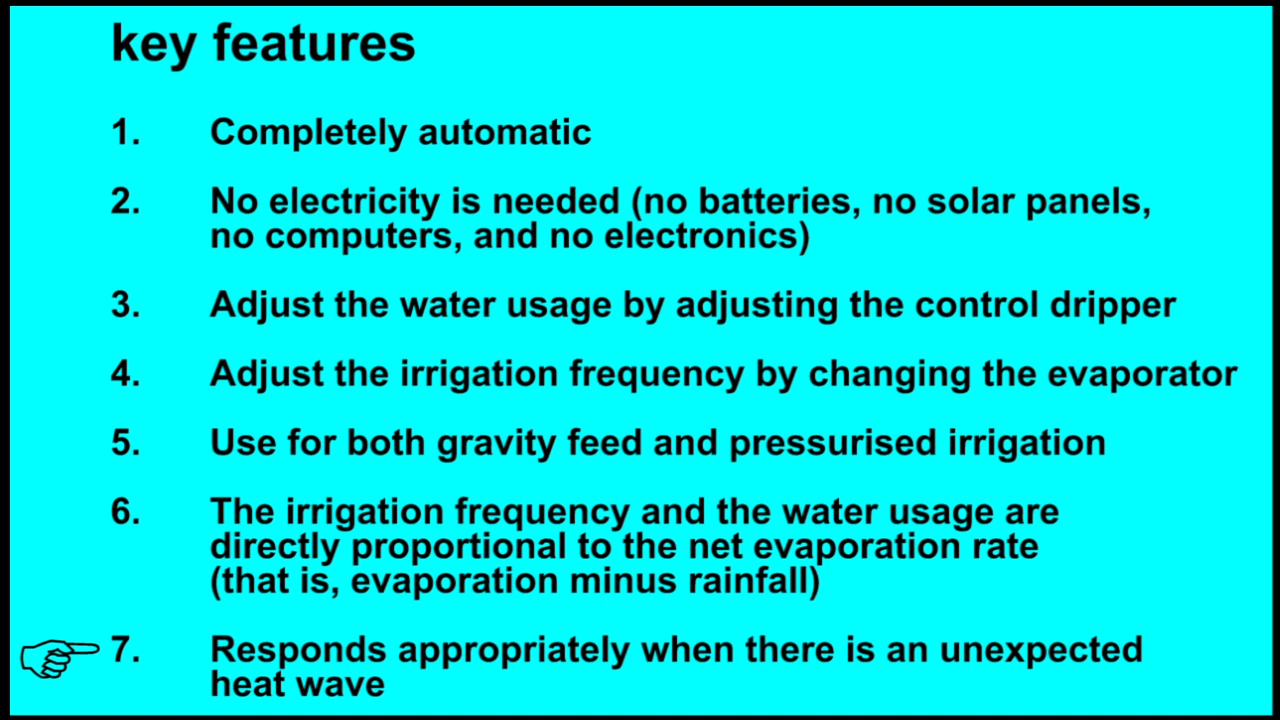 key features
1. Completely automatic
2. No electricity is needed (no batteries, no solar panels,
no computers, and no electronics)
3. Adjust the water usage by adjusting the control dripper
4. Adjust the irrigation frequency by changing the evaporator
5. Use for both gravity feed and pressurised irrigation
6. The irrigation frequency and the water usage are
directly proportional to the net evaporation rate
(that is, evaporation minus rainfall)
7. Responds appropriately when there is an unexpected
heat wave